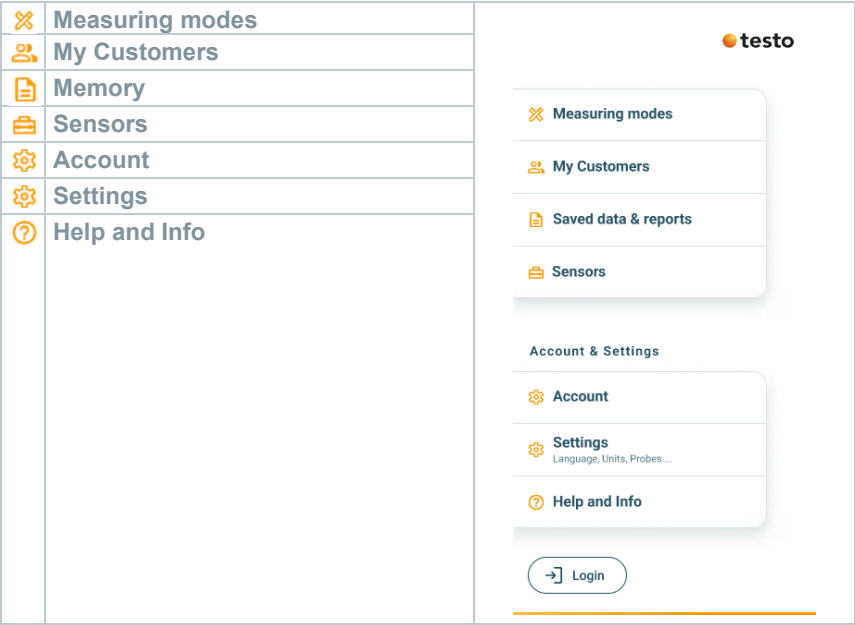 Measuring modes
My Customers
Memory
Sensors
Account
Settings
Help and Info
testo
Measuring modes
My Customers
Saved data & reports
Sensors
Account & Settings
Account
Settings
Language, Units, Probes ...
Help and Info
Login